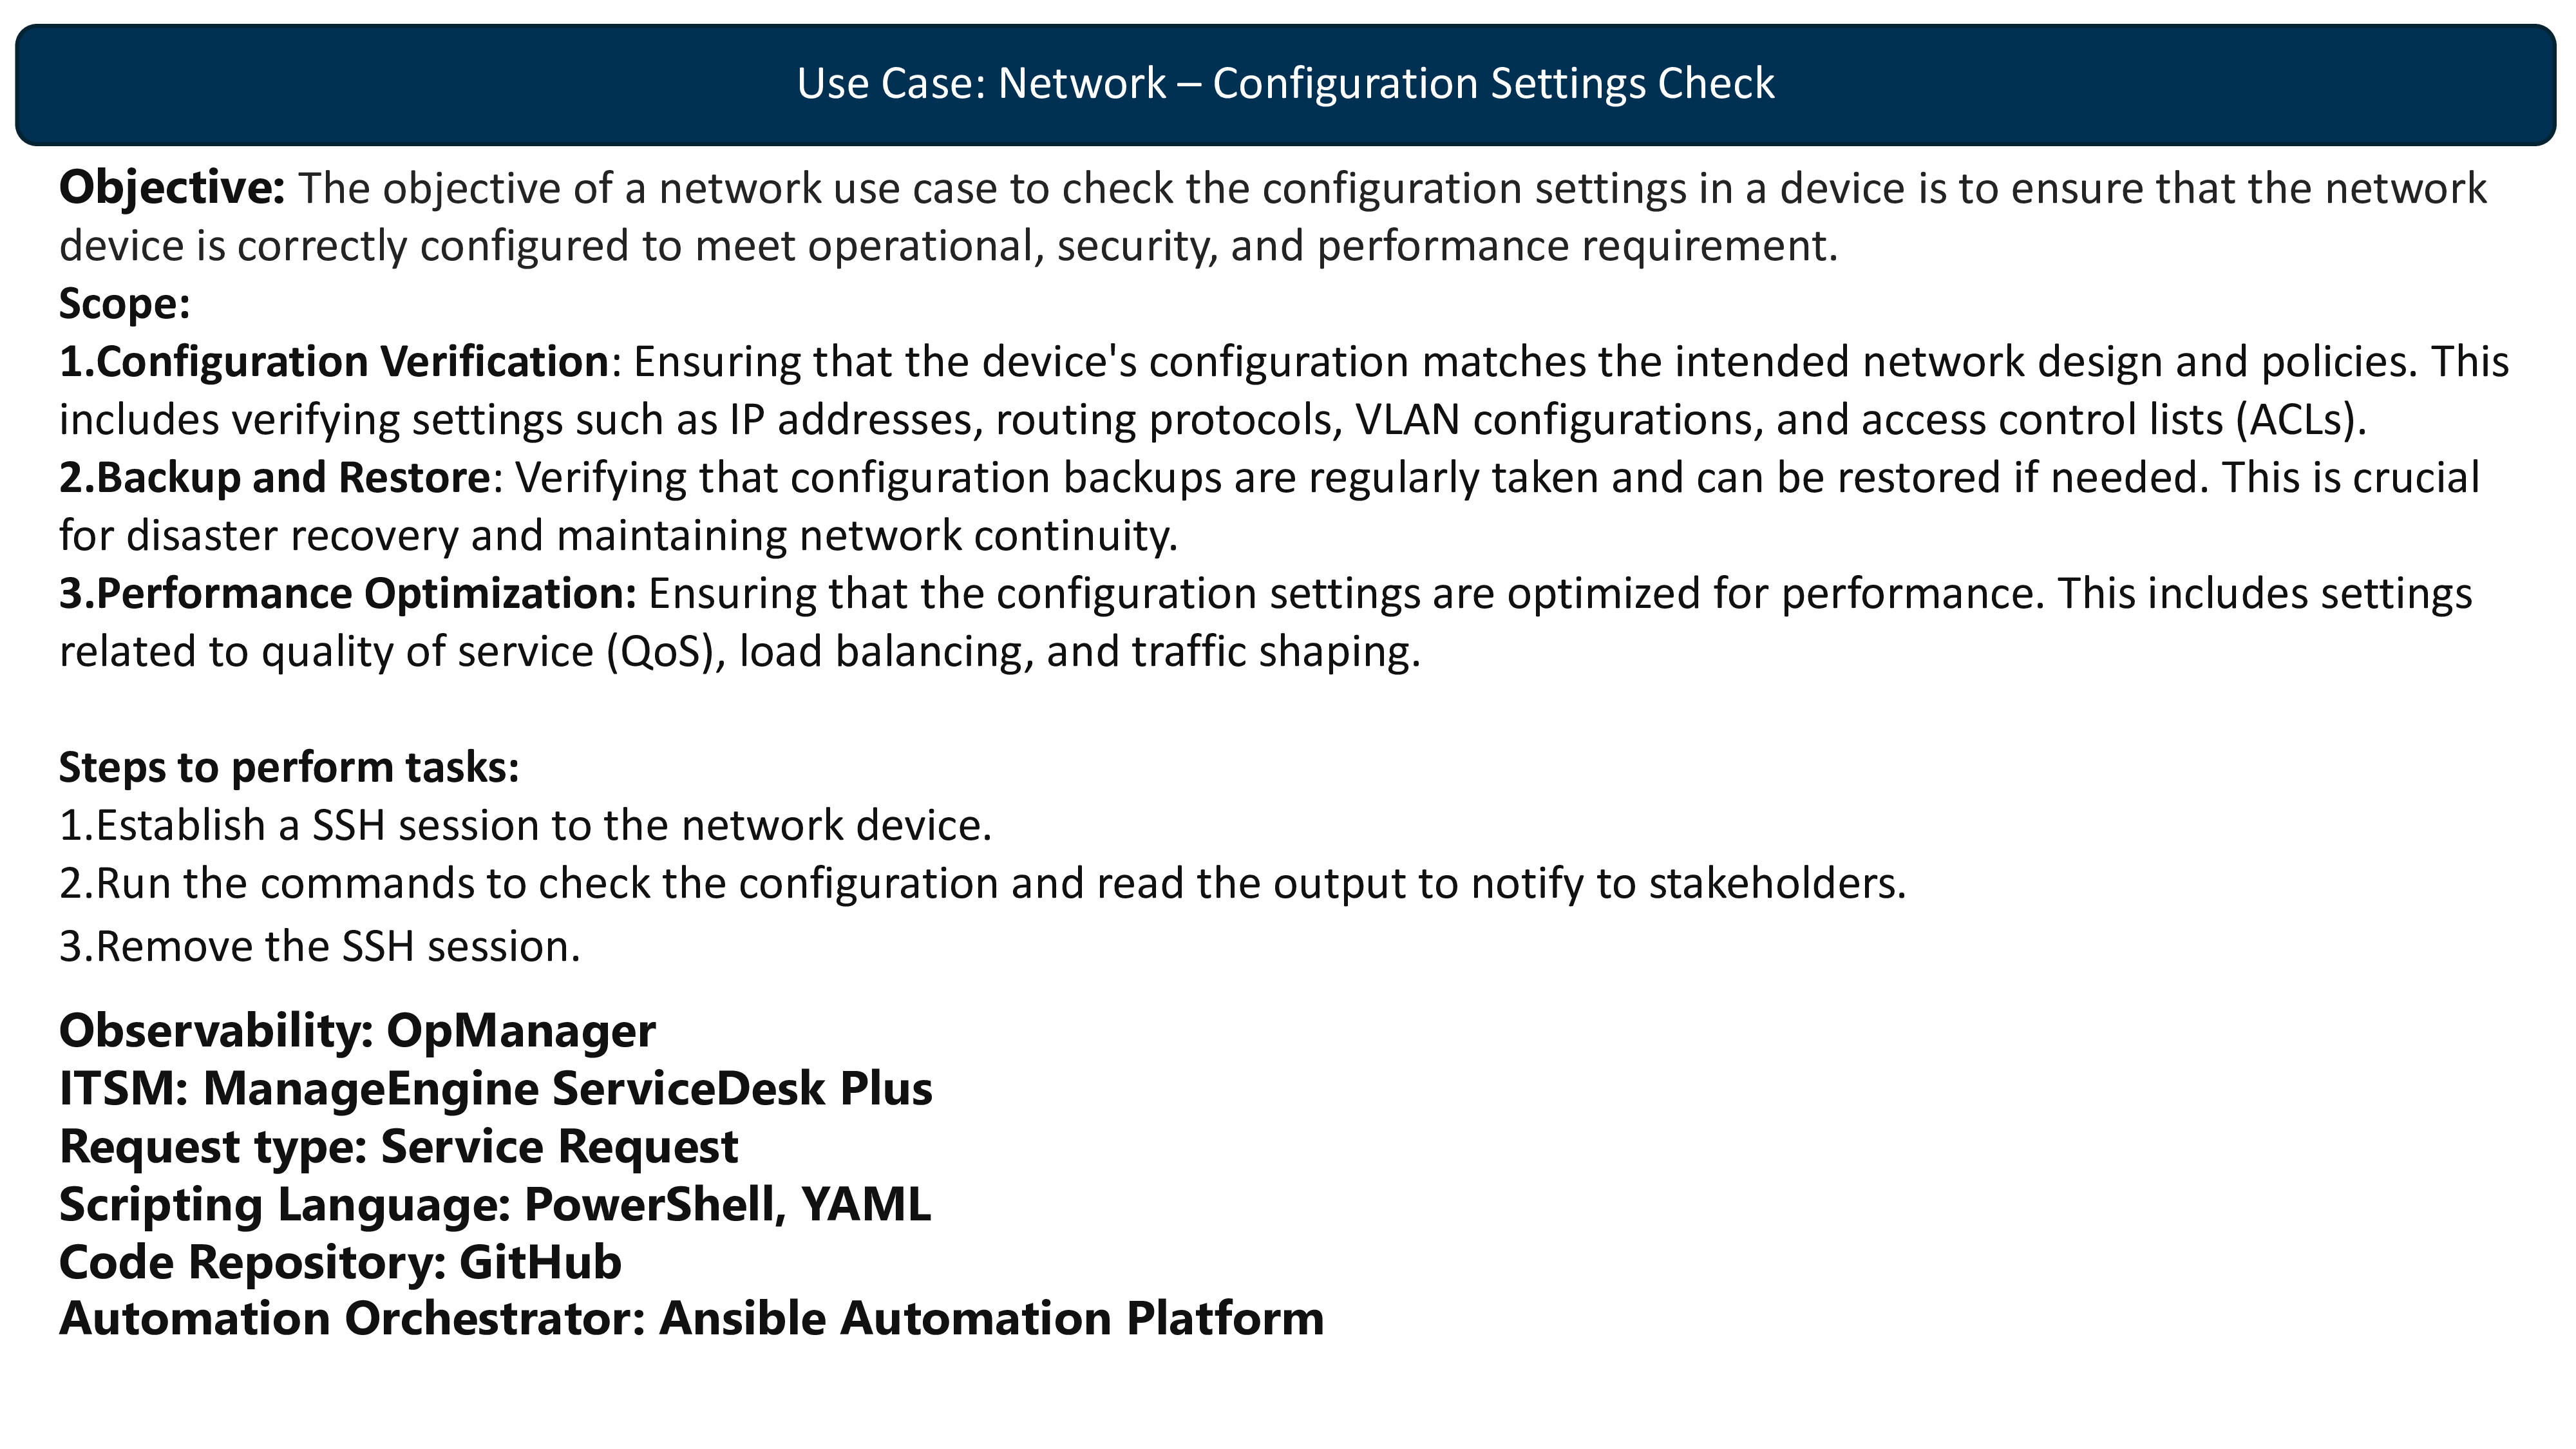 Use Case: Network – Configuration Settings Check
Objective: The objective of a network use case to check the configuration settings in a device is to ensure that the network
device is correctly configured to meet operational, security, and performance requirement.
Scope:
1.Configuration Verification: Ensuring that the device's configuration matches the intended network design and policies. This
includes verifying settings such as IP addresses, routing protocols, VLAN configurations, and access control lists (ACLs).
2.Backup and Restore: Verifying that configuration backups are regularly taken and can be restored if needed. This is crucial
for disaster recovery and maintaining network continuity.
3.Performance Optimization: Ensuring that the configuration settings are optimized for performance. This includes settings
related to quality of service (QoS), load balancing, and traffic shaping.
Steps to perform tasks:
1.Establish a SSH session to the network device.
2.Run the commands to check the configuration and read the output to notify to stakeholders.
3.Remove the SSH session.
Observability: OpManager
ITSM: ManageEngine ServiceDesk Plus
Request type: Service Request
Scripting Language: PowerShell, YAML
Code Repository: GitHub
Automation Orchestrator: Ansible Automation Platform